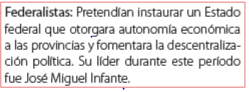 Federalistas: Pretendían instaurar un Estado
federal que otorgara autonomía económica
a las provincias y fomentara la descentraliza-
ción política. Su líder durante este período
fue José Miguel Infante.